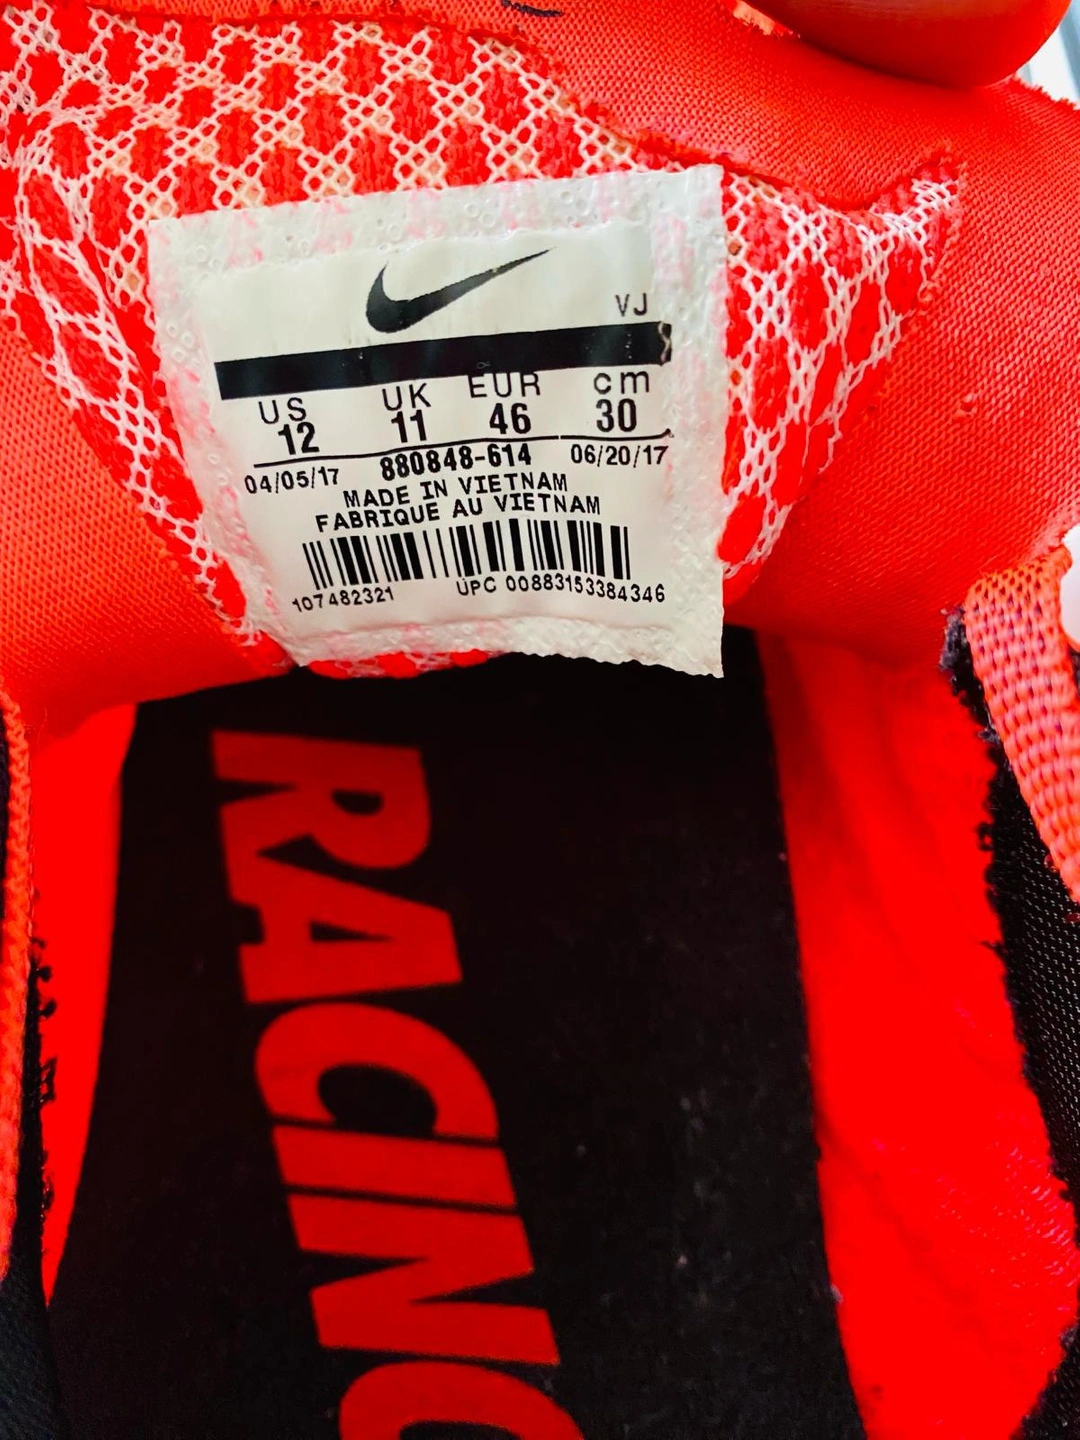 VJ
US UK EUR cm
12 11 46 30
04/05/17 880848-614 06/20/17
MADE IN VIETNAM
FABRIQUE AU VIETNAM
107482321 UPC 00883153384346
RACING